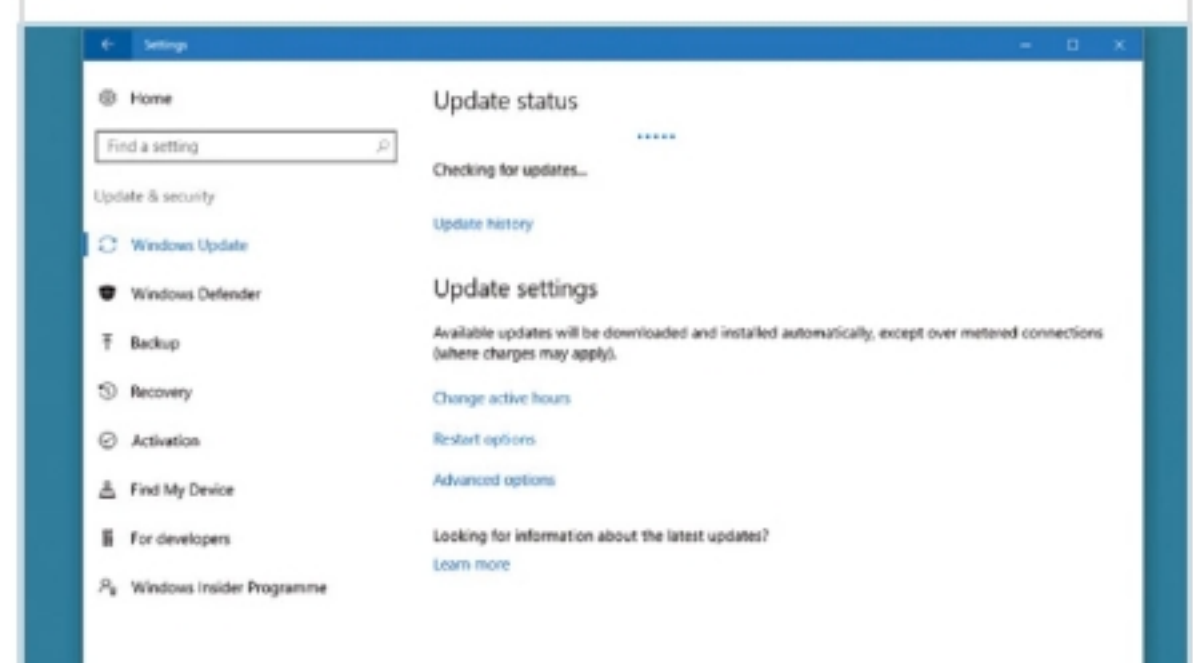 Settings
Home
Find a setting
Update & security
Windows Update
Windows Defender
Backup
Recovery
Activation
Find My Device
For developers
Windows Insider Programme
Update status
Checking for updates...
Update history
Update settings
Available updates will be downloaded and installed automatically, except over metered connections
(where charges may apply).
Change active hours
Restart options
Advanced options
Looking for information about the latest updates?
Learn more